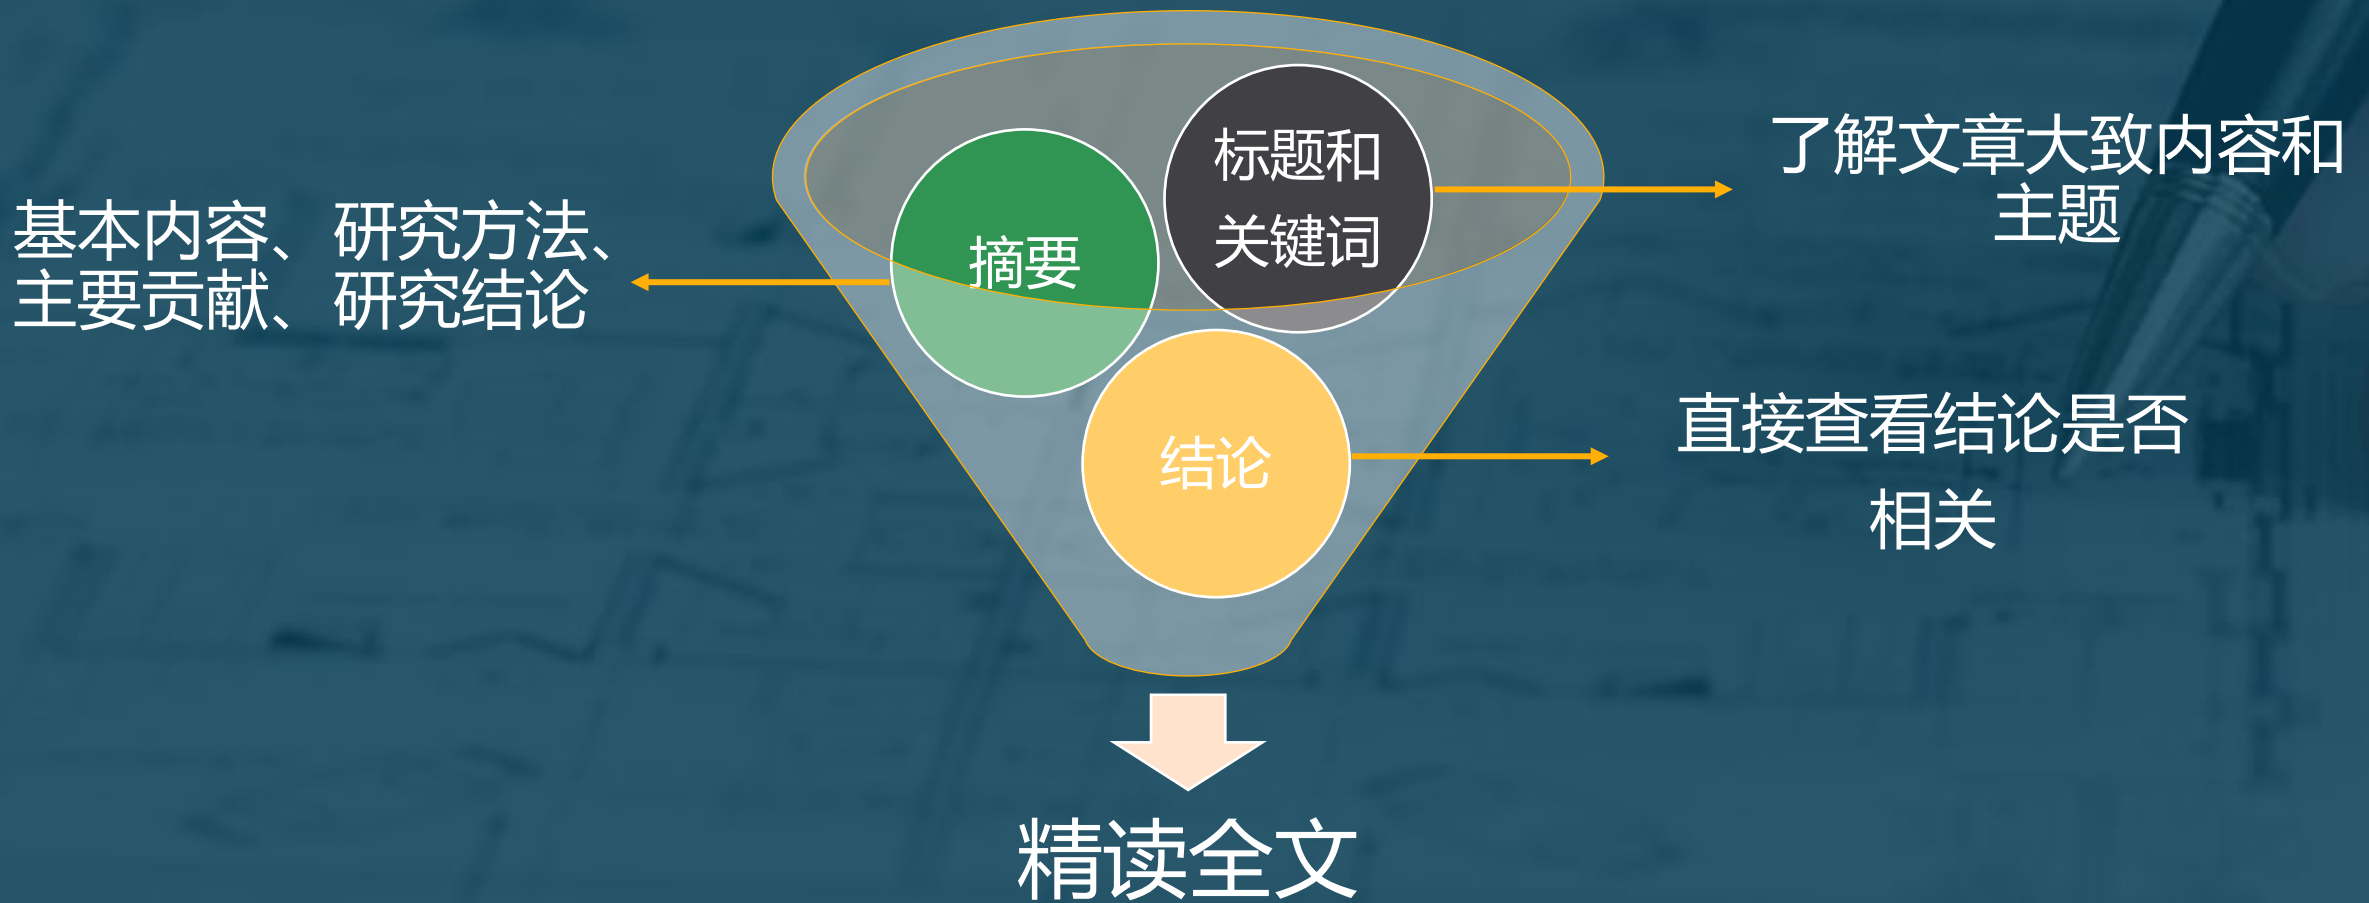 标题和
关键词
了解文章大致内容和
主题
摘要
基本内容、研究方法、
主要贡献、研究结论
结论
直接查看结论是否
相关
精读全文